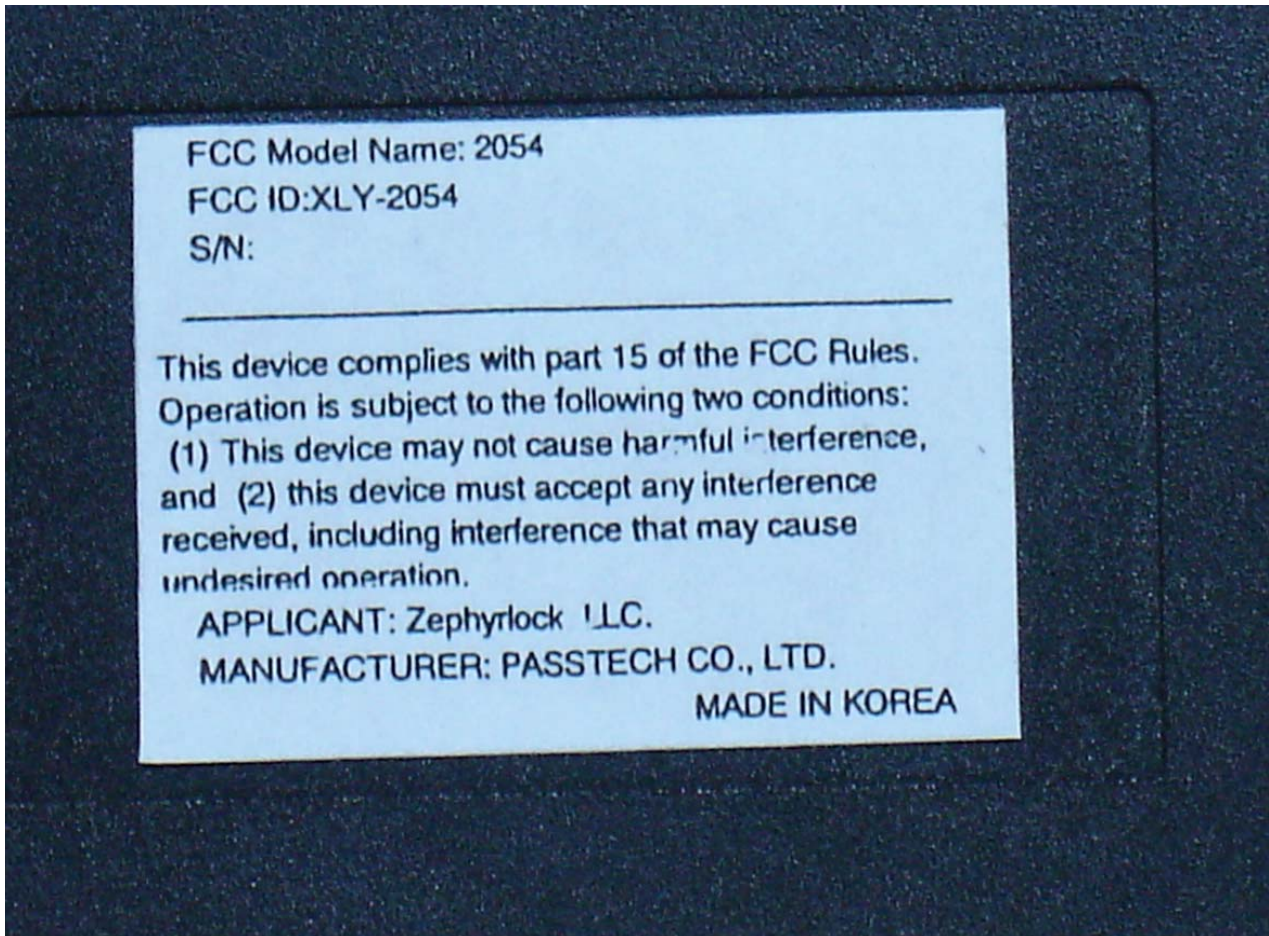 FCC Model Name: 2054
FCC ID:XLY-2054
S/N:
This device complies with part 15 of the FCC Rules.
Operation is subject to the following two conditions:
(1) This device may not cause harmful interference,
and (2) this device must accept any interference
received, including interference that may cause
undesired operation.
APPLICANT: Zephyrlock LLC.
MANUFACTURER: PASSTECH CO., LTD.
MADE IN KOREA